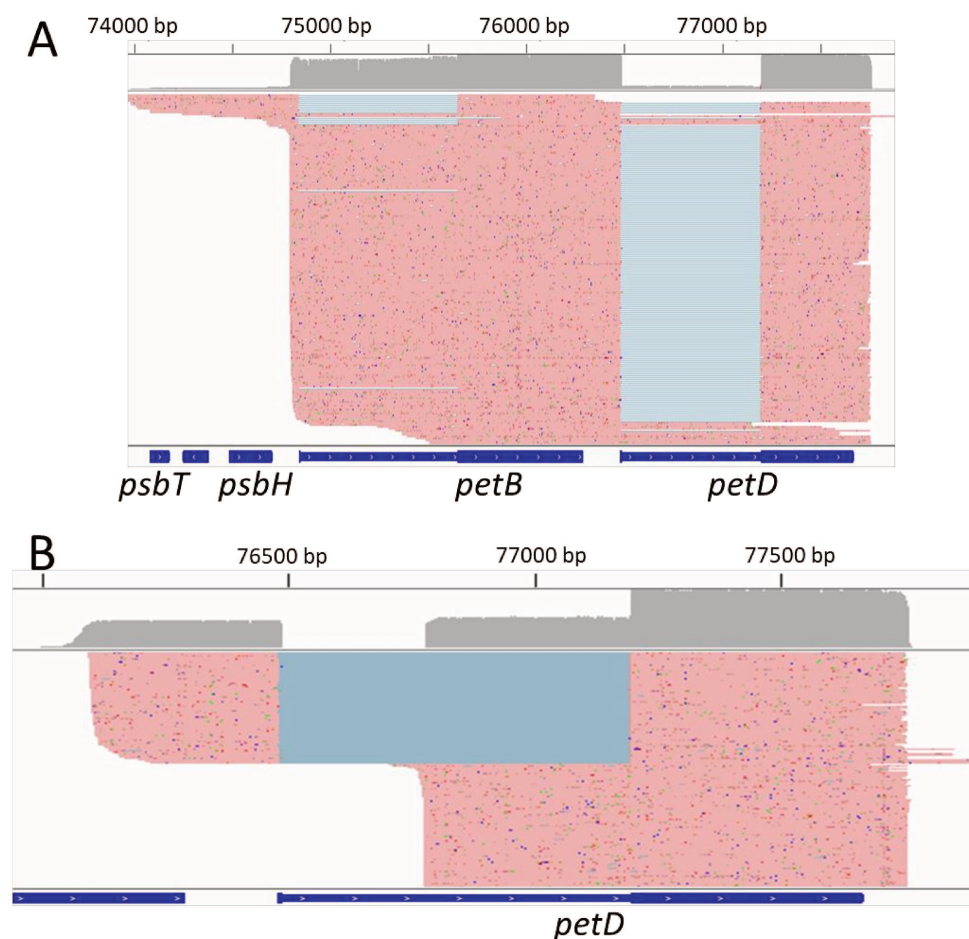 A
74000 bp 75000 bp 76000 bp 77000 bp
psbT psbH petB petD
B
76500 bp 77000 bp 77500 bp
petD